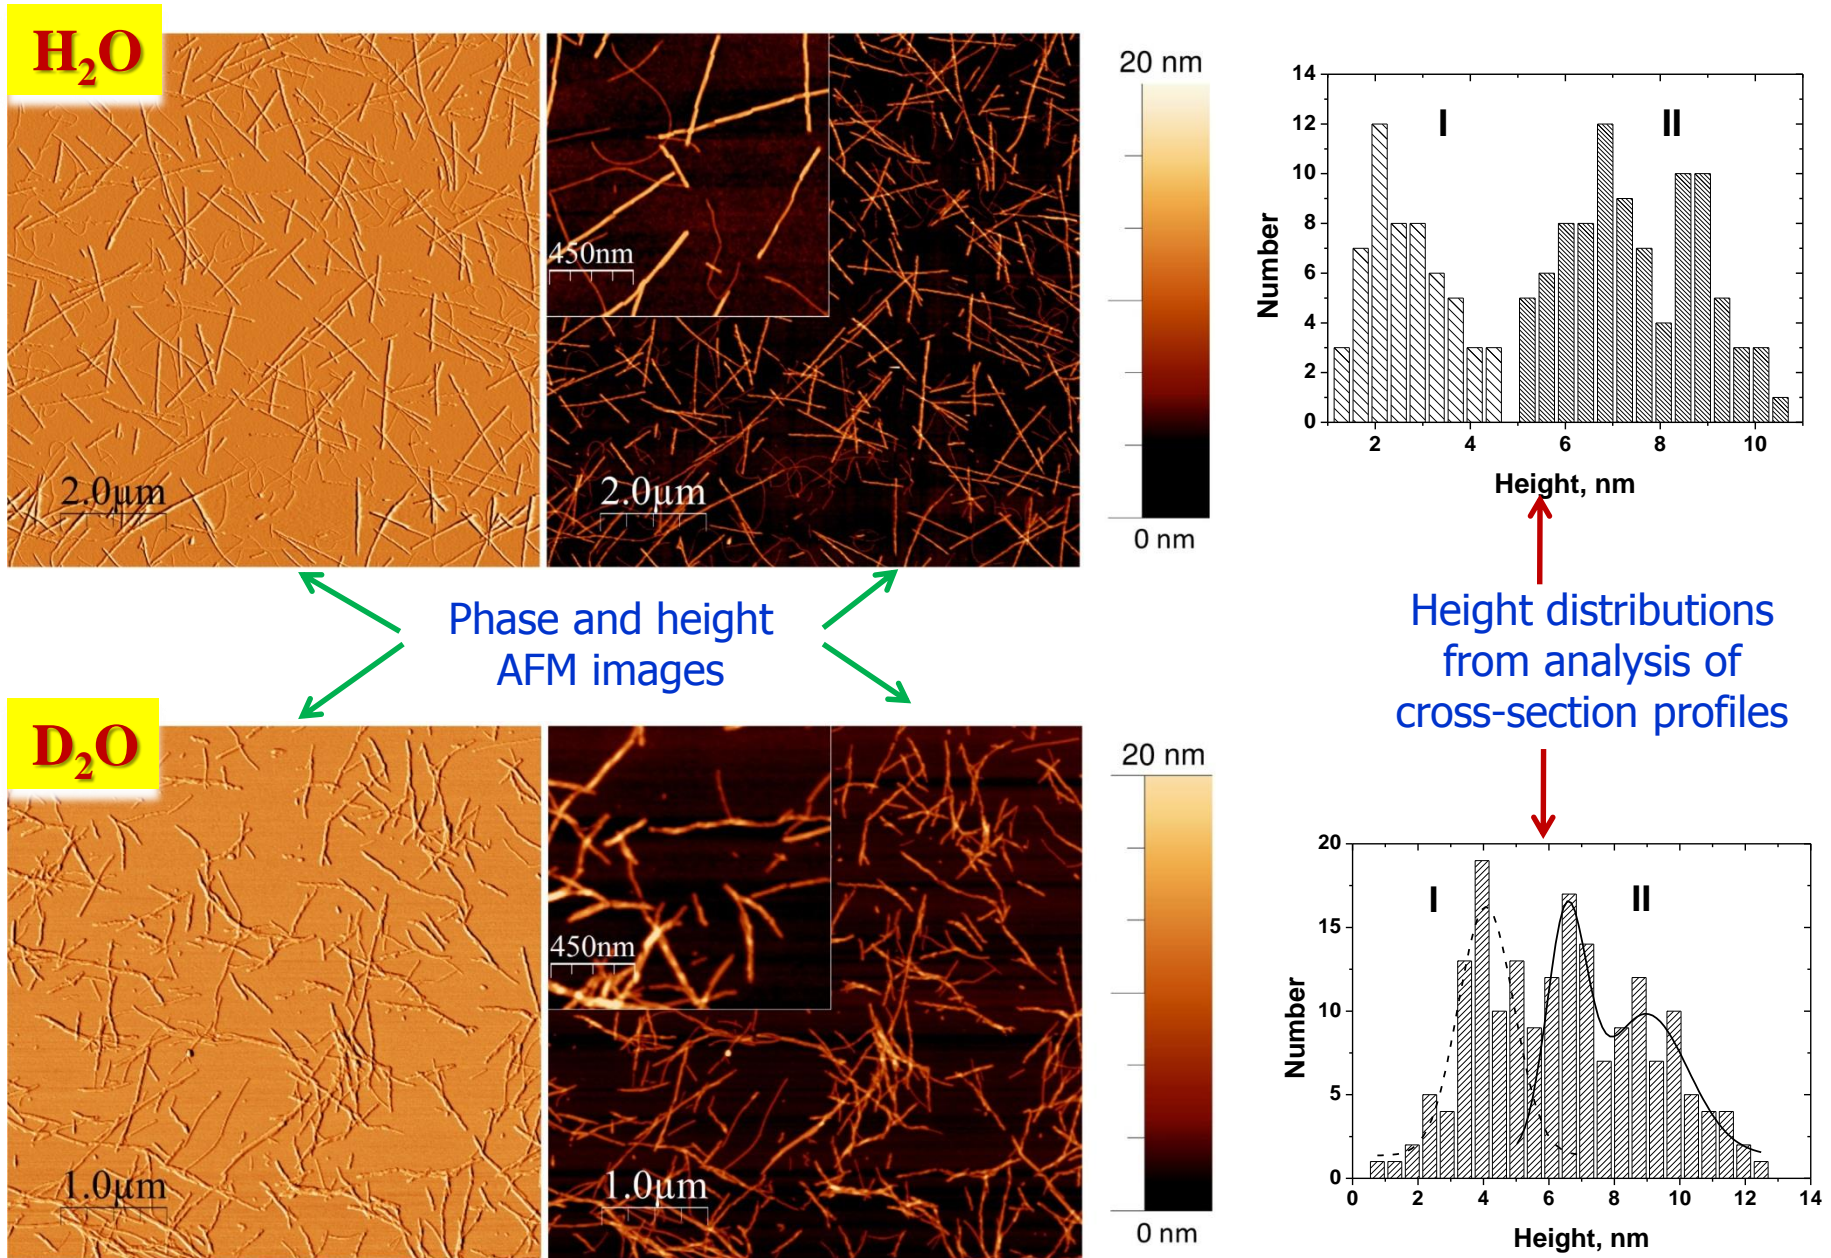 H₂O
2.0µm
450nm
2.0µm
20 nm
0 nm
14
12
10
8
6
4
2
0
Number
I
II
2 4 6 8 10
Height, nm
Phase and height
AFM images
Height distributions
from analysis of
cross-section profiles
D₂O
1.0µm
450nm
1.0µm
20 nm
0 nm
20
15
10
5
0
Number
I
II
0 2 4 6 8 10 12 14
Height, nm